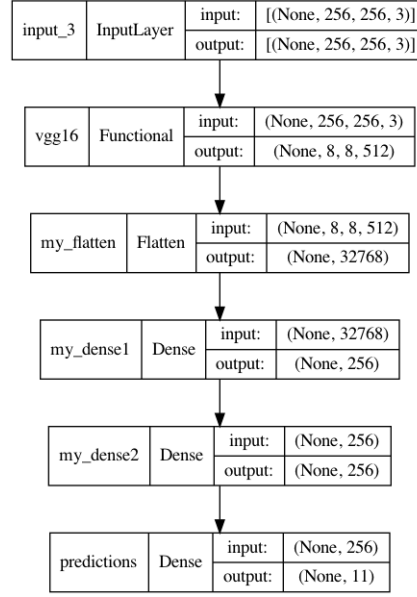 input_3 InputLayer input: [(None, 256, 256, 3)]
output: [(None, 256, 256, 3)]
vgg16 Functional input: (None, 256, 256, 3)
output: (None, 8, 8, 512)
my_flatten Flatten input: (None, 8, 8, 512)
output: (None, 32768)
my_dense1 Dense input: (None, 32768)
output: (None, 256)
my_dense2 Dense input: (None, 256)
output: (None, 256)
predictions Dense input: (None, 256)
output: (None, 11)